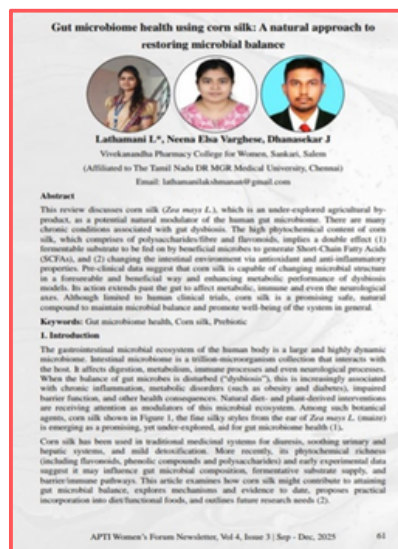 Gut microbiome health using corn silk: A natural approach to
restoring microbial balance
Lathamani L*, Neena Elsa Varghese, Dhanasekar J
Vivekanandha Pharmacy College for Women, Sankari, Salem
(Affiliated to The Tamil Nadu DR MGR Medical University, Chennai)
Email: lathamanilakshmanan@gmail.com
Abstract
This review discusses corn silk (Zea mays L.), which is an under-explored agricultural by-
product, as a potential natural modulator of the human gut microbiome. There are many
chronic conditions associated with gut dysbiosis. The high phytochemical content of corn
silk, which comprises of polysaccharides/fibre and flavonoids, implies a double effect (1)
fermentable substrate to be fed on by beneficial microbes to generate Short-Chain Fatty Acids
(SCFAs), and (2) changing the intestinal environment via antioxidant and anti-inflammatory
properties. Pre-clinical data suggest that corn silk is capable of changing microbial structure
in a foreseeable and beneficial way and enhancing metabolic performance of dysbiosis
models. Its action extends past the gut to affect metabolic, immune and even the neurological
axes. Although limited to human clinical trials, corn silk is a promising safe, natural
compound to maintain microbial balance and promote well-being of the system in general.
Keywords: Gut microbiome health, Corn silk, Prebiotic
1. Introduction
The gastrointestinal microbial ecosystem of the human body is a large and highly dynamic
microbiome. Intestinal microbiome is a trillion-microorganism collection that interacts with
the host. It affects digestion, metabolism, immune processes and even neurological processes.
When the balance of gut microbes is disturbed ("dysbiosis"), this is increasingly associated
with chronic inflammation, metabolic disorders (such as obesity and diabetes), impaired
barrier function, and other health consequences. Natural diet- and plant-derived interventions
are receiving attention as modulators of this microbial ecosystem. Among such botanical
agents, corn silk shown in Figure 1, the fine silky styles from the ear of Zea mays L (maize)
is emerging as a promising, yet under-explored, aid for gut microbiome health (1).
Corn silk has been used in traditional medicinal systems for diuresis, soothing urinary and
hepatic systems, and mild detoxification. More recently, its phytochemical richness
(including flavonoids, phenolic compounds and polysaccharides) and early experimental data
suggest it may influence gut microbial composition, fermentative substrate supply, and
barrier/immune pathways. This article examines how corn silk might contribute to attaining
gut microbial balance, explores mechanisms and evidence to date, proposes practical
incorporation into diet/functional foods, and outlines future research needs (2).
APTI Women's Forum Newsletter, Vol 4, Issue 3 | Sep - Dec, 2025 61